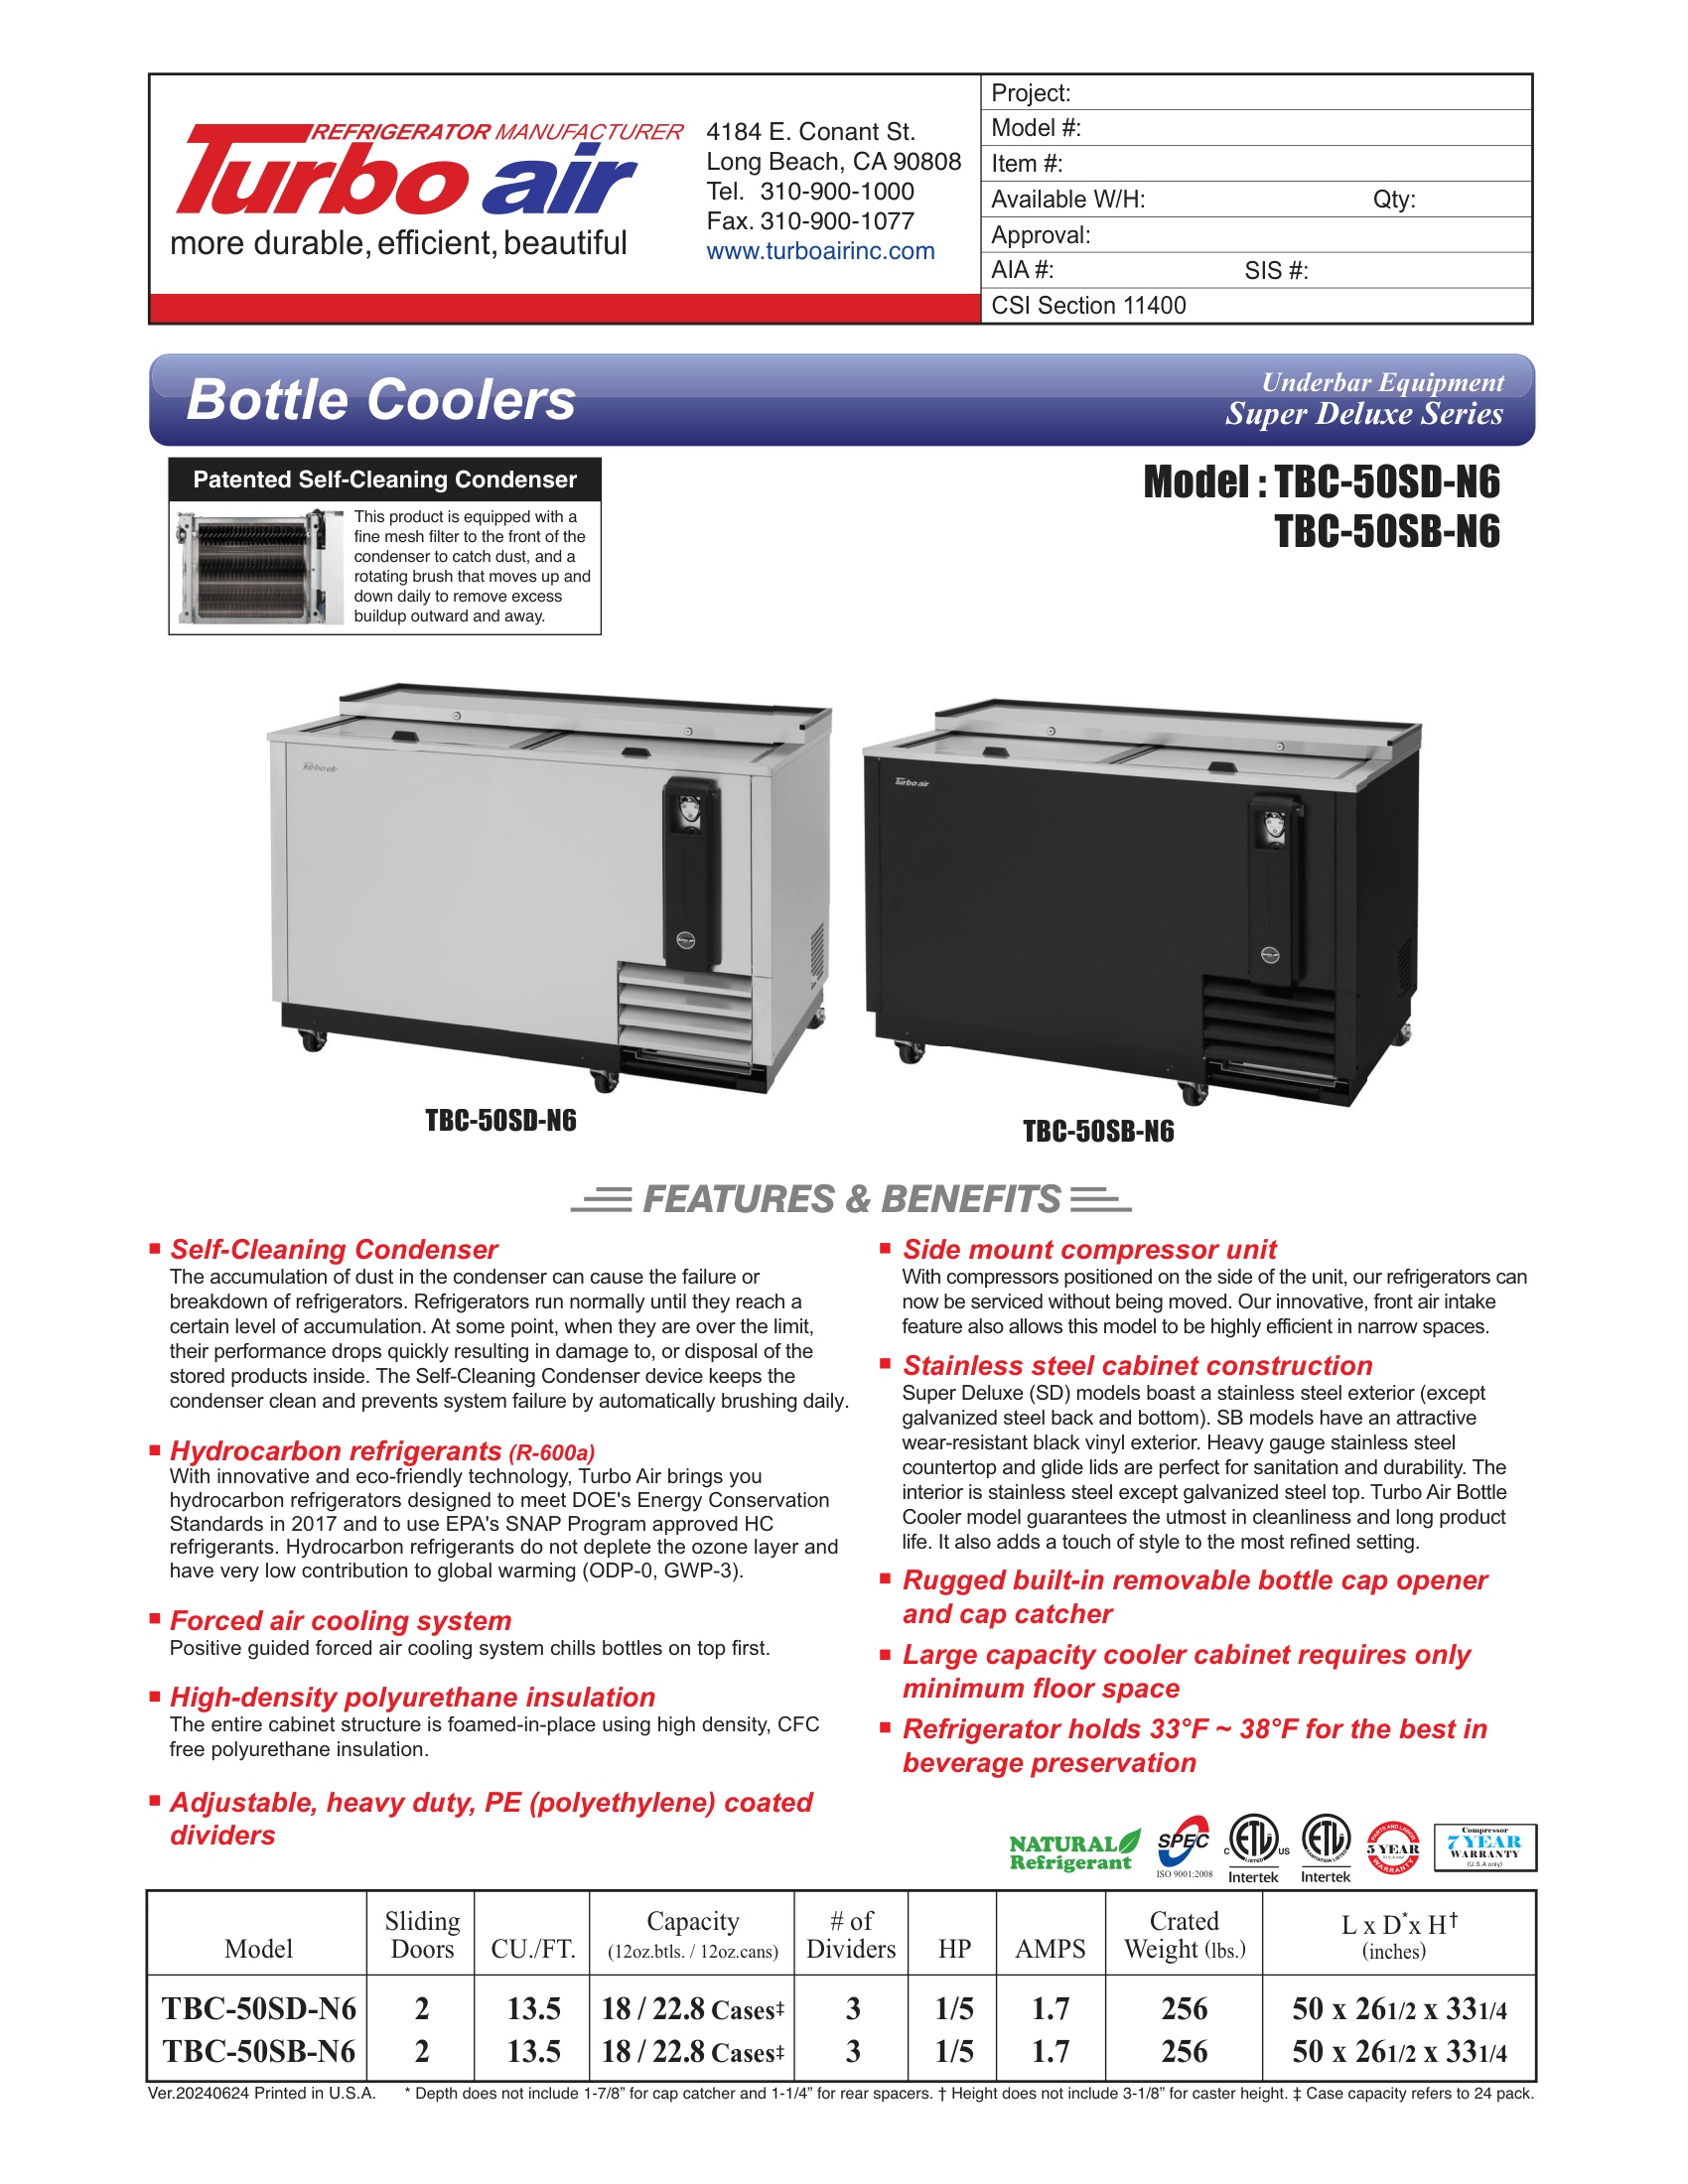 REFRIGERATOR MANUFACTURER
Turbo air
more durable, efficient, beautiful
4184 E. Conant St.
Long Beach, CA 90808
Tel. 310-900-1000
Fax. 310-900-1077
www.turboairinc.com
Project:
Model #:
Item #:
Available W/H: Qty:
Approval:
AIA #: SIS #:
CSI Section 11400
Bottle Coolers
Underbar Equipment
Super Deluxe Series
Patented Self-Cleaning Condenser
This product is equipped with a
fine mesh filter to the front of the
condenser to catch dust, and a
rotating brush that moves up and
down daily to remove excess
buildup outward and away.
Model : TBC-50SD-N6
TBC-50SB-N6
Turbo air
Turbo air
TBC-50SD-N6
TBC-50SB-N6
FEATURES & BENEFITS
■ Self-Cleaning Condenser
The accumulation of dust in the condenser can cause the failure or
breakdown of refrigerators. Refrigerators run normally until they reach a
certain level of accumulation. At some point, when they are over the limit,
their performance drops quickly resulting in damage to, or disposal of the
stored products inside. The Self-Cleaning Condenser device keeps the
condenser clean and prevents system failure by automatically brushing daily.
■ Hydrocarbon refrigerants (R-600a)
With innovative and eco-friendly technology, Turbo Air brings you
hydrocarbon refrigerators designed to meet DOE's Energy Conservation
Standards in 2017 and to use EPA's SNAP Program approved HC
refrigerants. Hydrocarbon refrigerants do not deplete the ozone layer and
have very low contribution to global warming (ODP-0, GWP-3).
■ Forced air cooling system
Positive guided forced air cooling system chills bottles on top first.
■ High-density polyurethane insulation
The entire cabinet structure is foamed-in-place using high density, CFC
free polyurethane insulation.
■ Adjustable, heavy duty, PE (polyethylene) coated
dividers
■ Side mount compressor unit
With compressors positioned on the side of the unit, our refrigerators can
now be serviced without being moved. Our innovative, front air intake
feature also allows this model to be highly efficient in narrow spaces.
■ Stainless steel cabinet construction
Super Deluxe (SD) models boast a stainless steel exterior (except
galvanized steel back and bottom). SB models have an attractive
wear-resistant black vinyl exterior. Heavy gauge stainless steel
countertop and glide lids are perfect for sanitation and durability. The
interior is stainless steel except galvanized steel top. Turbo Air Bottle
Cooler model guarantees the utmost in cleanliness and long product
life. It also adds a touch of style to the most refined setting.
■ Rugged built-in removable bottle cap opener
and cap catcher
■ Large capacity cooler cabinet requires only
minimum floor space
■ Refrigerator holds 33°F ~ 38°F for the best in
beverage preservation
NATURAL
Refrigerant
SPEC
ISO 9001:2008
C ETL US
LISTED
Intertek
ETL
SANITATION LISTED
Intertek
PARTS AND LABOR
5 YEAR
WARRANTY
Compressor
7 YEAR
WARRANTY
(U.S.A only)
Model Sliding Doors CU./FT. Capacity (12oz.btls. / 12oz.cans) # of Dividers HP AMPS Crated Weight (lbs.) L x D* x H† (inches)
TBC-50SD-N6 2 13.5 18 / 22.8 Cases‡ 3 1/5 1.7 256 50 x 26 1/2 x 33 1/4
TBC-50SB-N6 2 13.5 18 / 22.8 Cases‡ 3 1/5 1.7 256 50 x 26 1/2 x 33 1/4
Ver.20240624 Printed in U.S.A. * Depth does not include 1-7/8” for cap catcher and 1-1/4” for rear spacers. † Height does not include 3-1/8” for caster height. ‡ Case capacity refers to 24 pack.